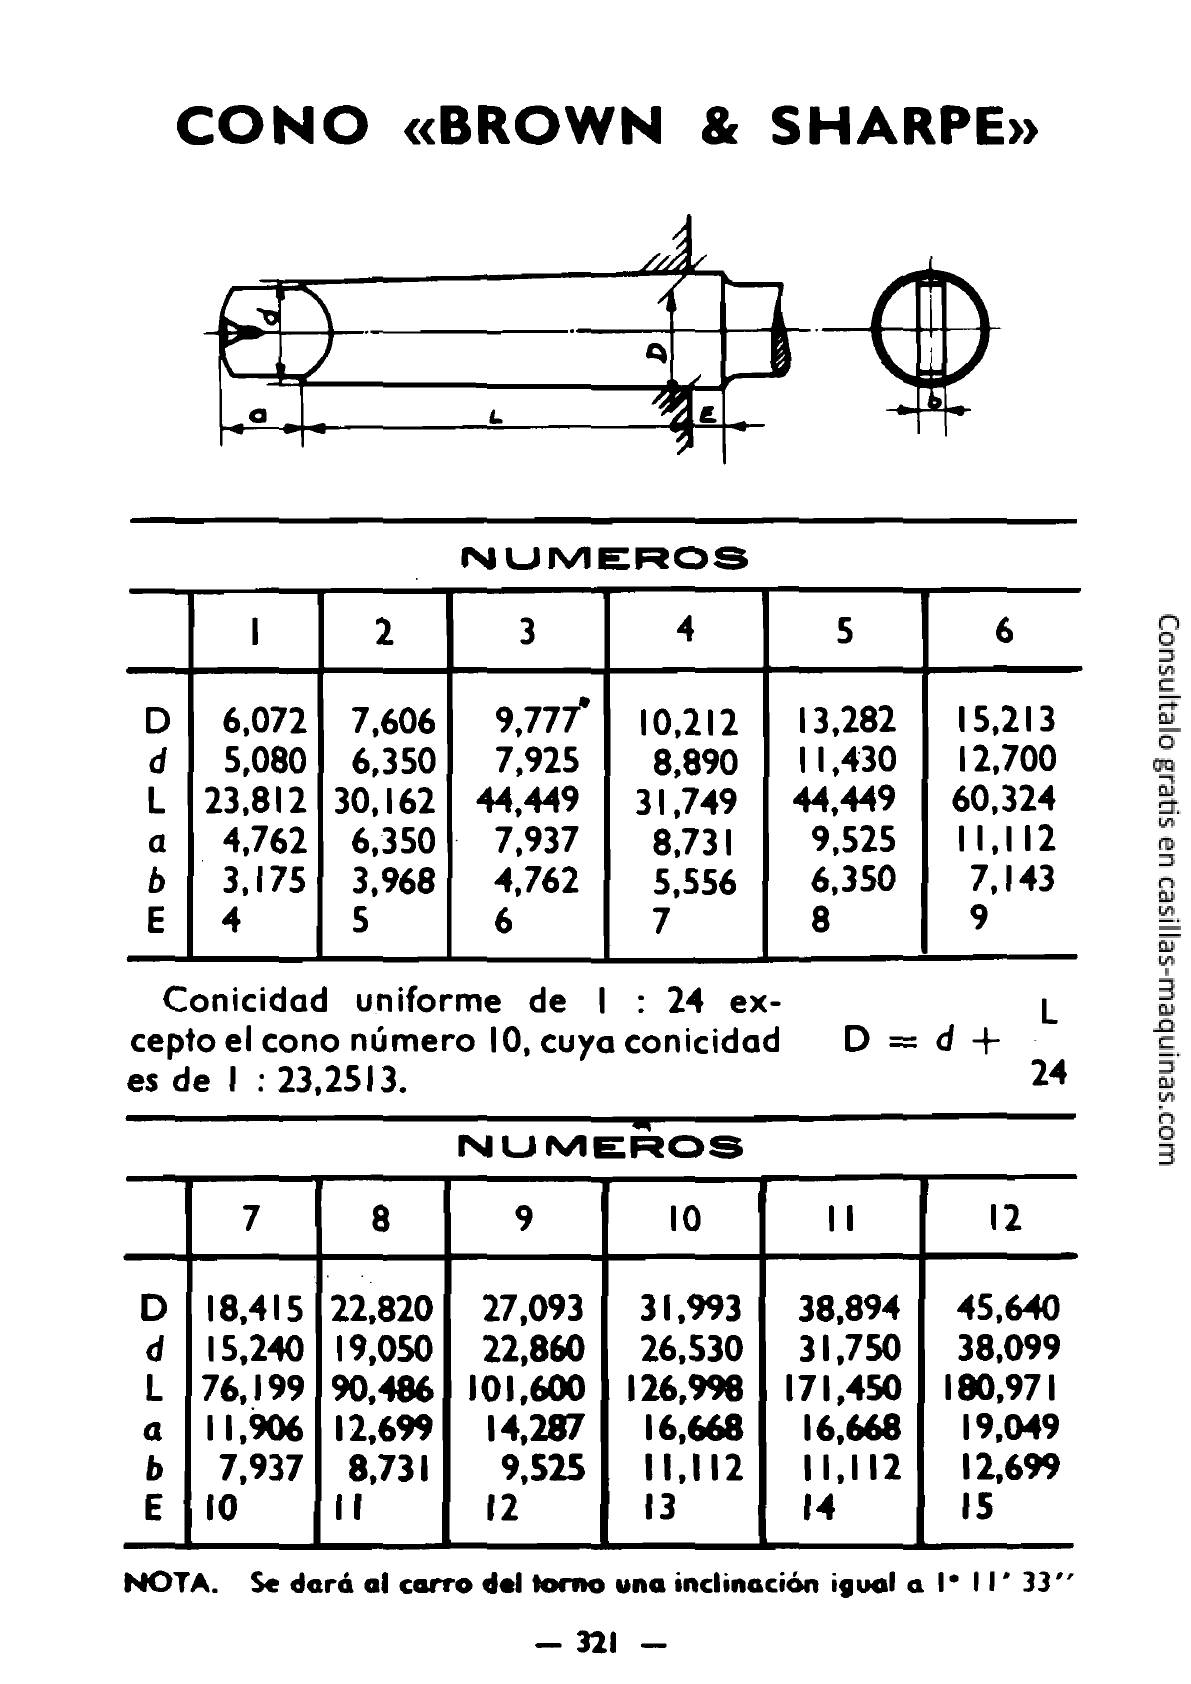 CONO «BROWN & SHARPE»
d
D
a
L
E
b
NUMEROS
1 2 3 4 5 6
D 6,072 7,606 9,777 10,212 13,282 15,213
d 5,080 6,350 7,925 8,890 11,430 12,700
L 23,812 30,162 44,449 31,749 44,449 60,324
a 4,762 6,350 7,937 8,731 9,525 11,112
b 3,175 3,968 4,762 5,556 6,350 7,143
E 4 5 6 7 8 9
Conicidad uniforme de 1 : 24 ex-
cepto el cono número 10, cuya conicidad
es de 1 : 23,2513.
D = d + L
24
NUMEROS
7 8 9 10 11 12
D 18,415 22,820 27,093 31,993 38,894 45,640
d 15,240 19,050 22,860 26,530 31,750 38,099
L 76,199 90,486 101,600 126,998 171,450 180,971
a 11,906 12,699 14,287 16,668 16,668 19,049
b 7,937 8,731 9,525 11,112 11,112 12,699
E 10 11 12 13 14 15
NOTA. Se dará al carro del torno una inclinación igual a 1° 11' 33''
— 321 —
Consultalo gratis en casillas-maquinas.com